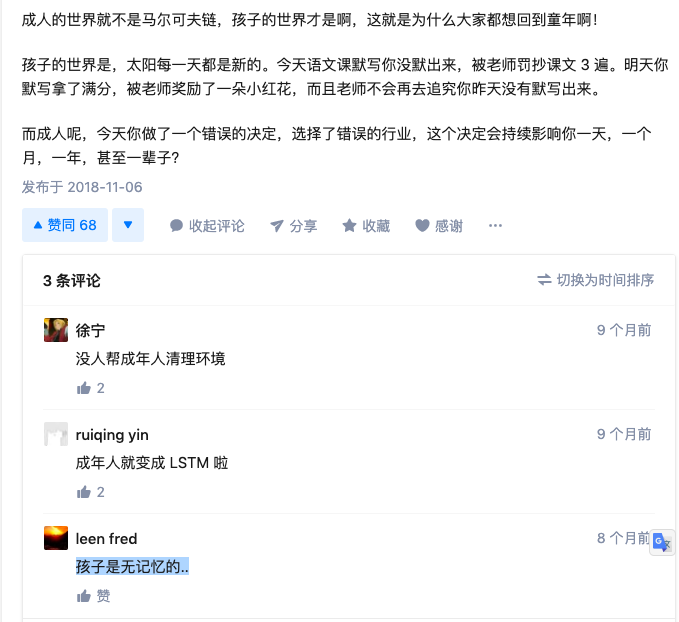 成人的世界就不是马尔可夫链，孩子的世界才是啊，这就是为什么大家都想回到童年啊！
孩子的世界是，太阳每一天都是新的。今天语文课默写你没默出来，被老师罚抄课文 3 遍。明天你
默写拿了满分，被老师奖励了一朵小红花，而且老师不会再去追究你昨天没有默写出来。
而成人呢，今天你做了一个错误的决定，选择了错误的行业，这个决定会持续影响你一天，一个
月，一年，甚至一辈子？
发布于 2018-11-06
赞同 68 收起评论 分享 收藏 感谢 ···
3 条评论 切换为时间排序
徐宁 9 个月前
没人帮成年人清理环境
2
ruiqing yin 9 个月前
成年人就变成 LSTM 啦
2
leen fred 8 个月前
孩子是无记忆的..
赞